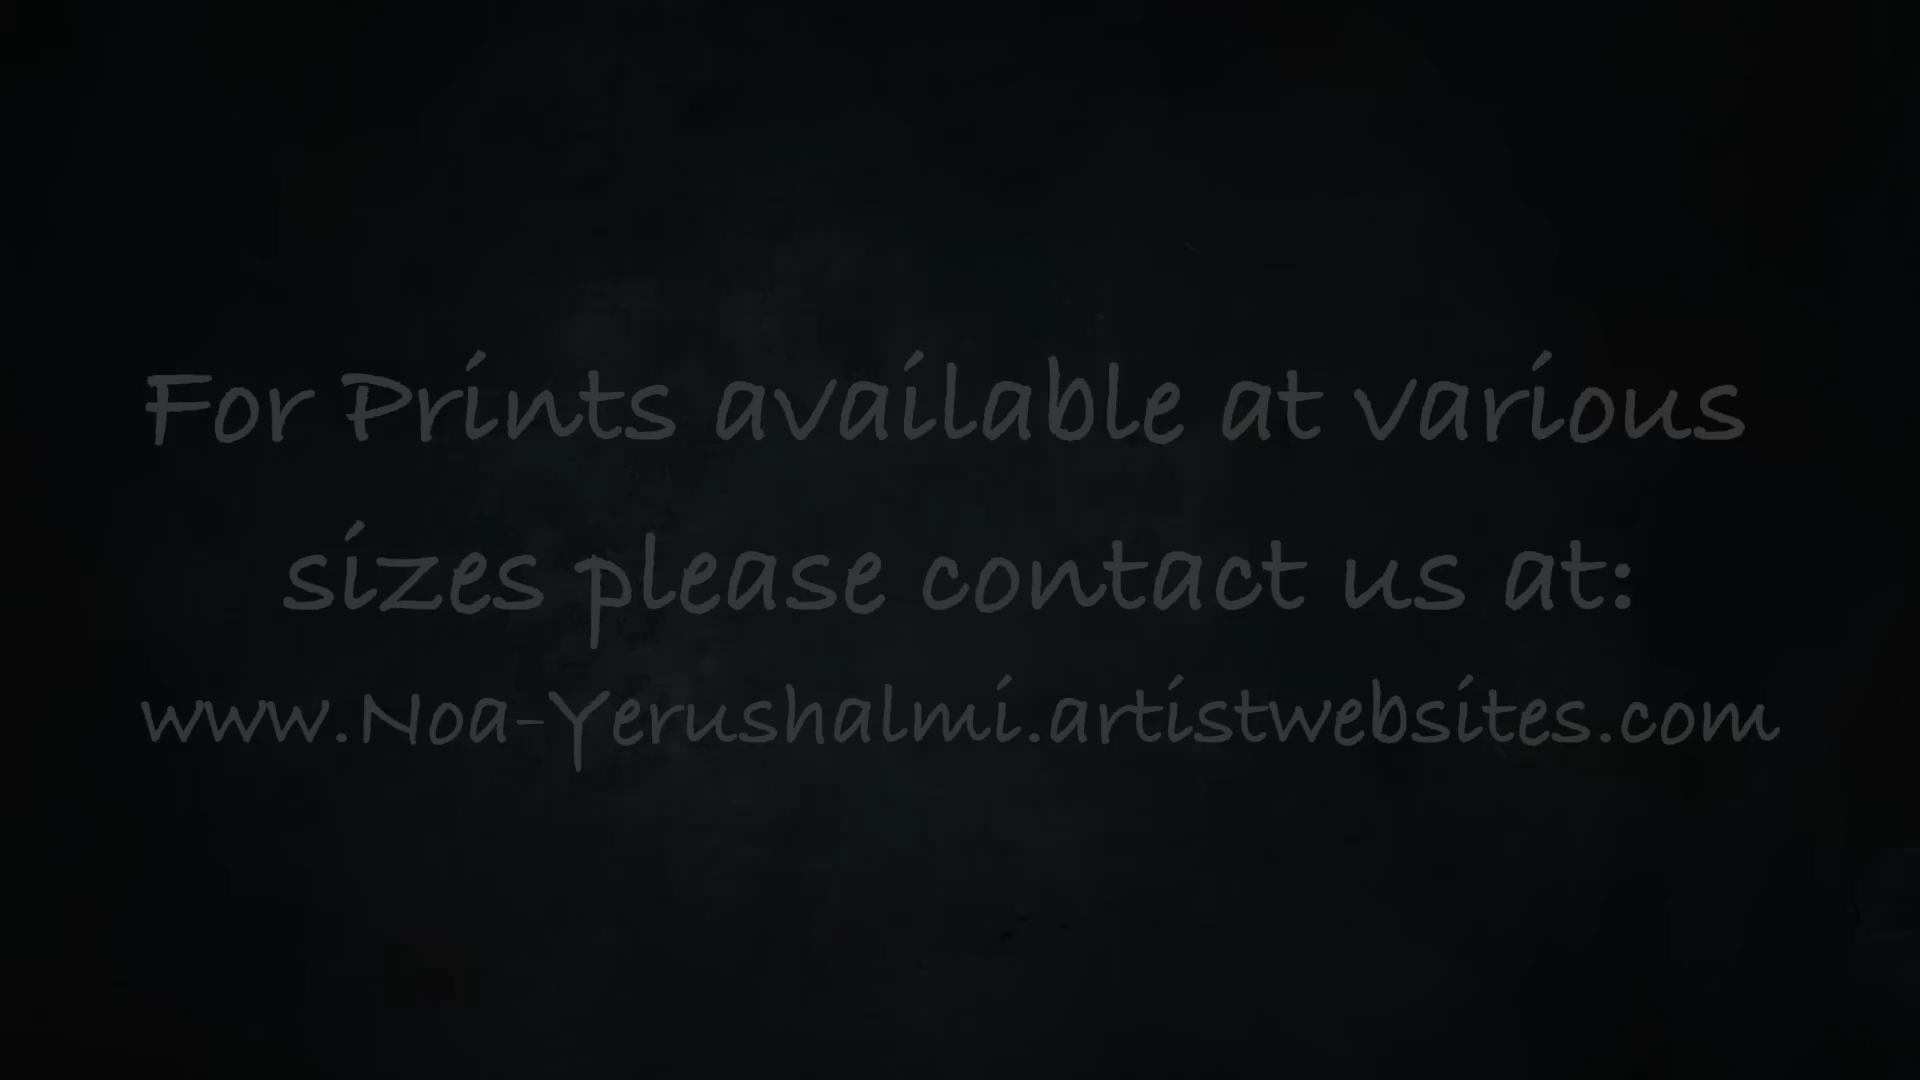 For Prints available at various
sizes please contact us at:
www.Noa-Yerushalmi.artistwebsites.com